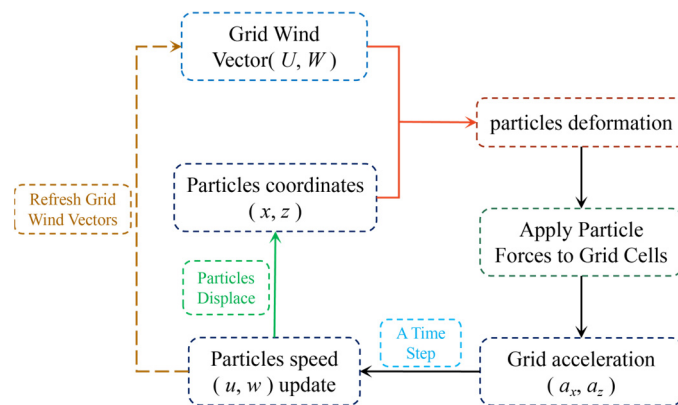 Grid Wind
Vector( U, W )
particles deformation
Particles coordinates
( x, z )
Refresh Grid
Wind Vectors
Apply Particle
Forces to Grid Cells
Particles
Displace
A Time
Step
Particles speed
( u, w ) update
Grid acceleration
( aₓ, a_z )